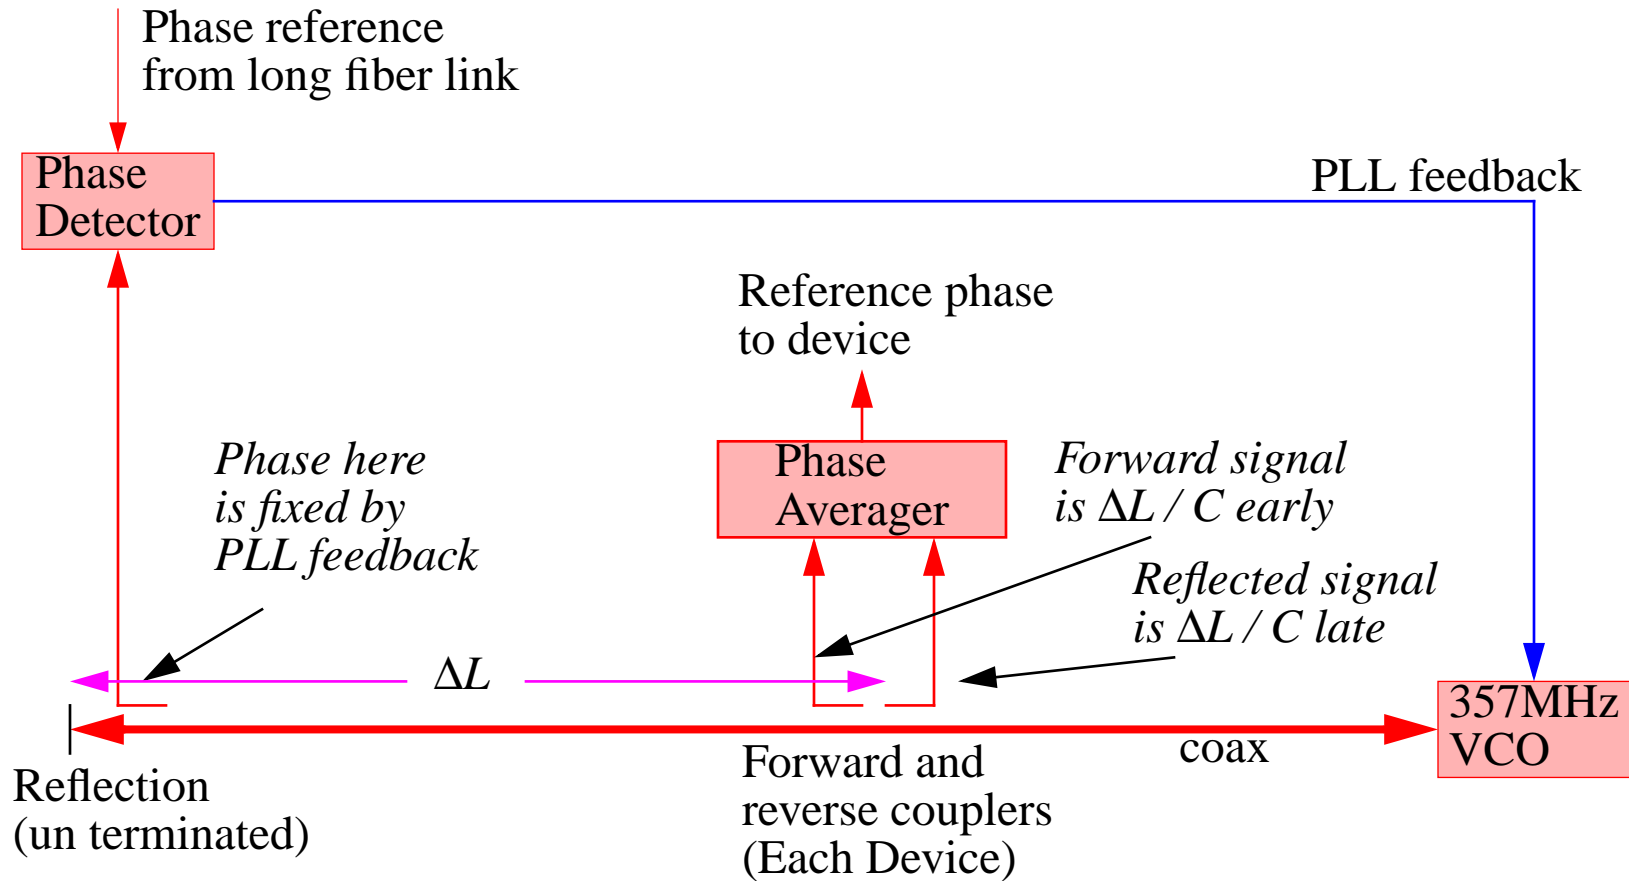 Phase reference
from long fiber link
Phase
Detector
PLL feedback
Reference phase
to device
Phase here
is fixed by
PLL feedback
Phase
Averager
Forward signal
is ΔL / C early
Reflected signal
is ΔL / C late
ΔL
357MHz
VCO
coax
Reflection
(un terminated)
Forward and
reverse couplers
(Each Device)